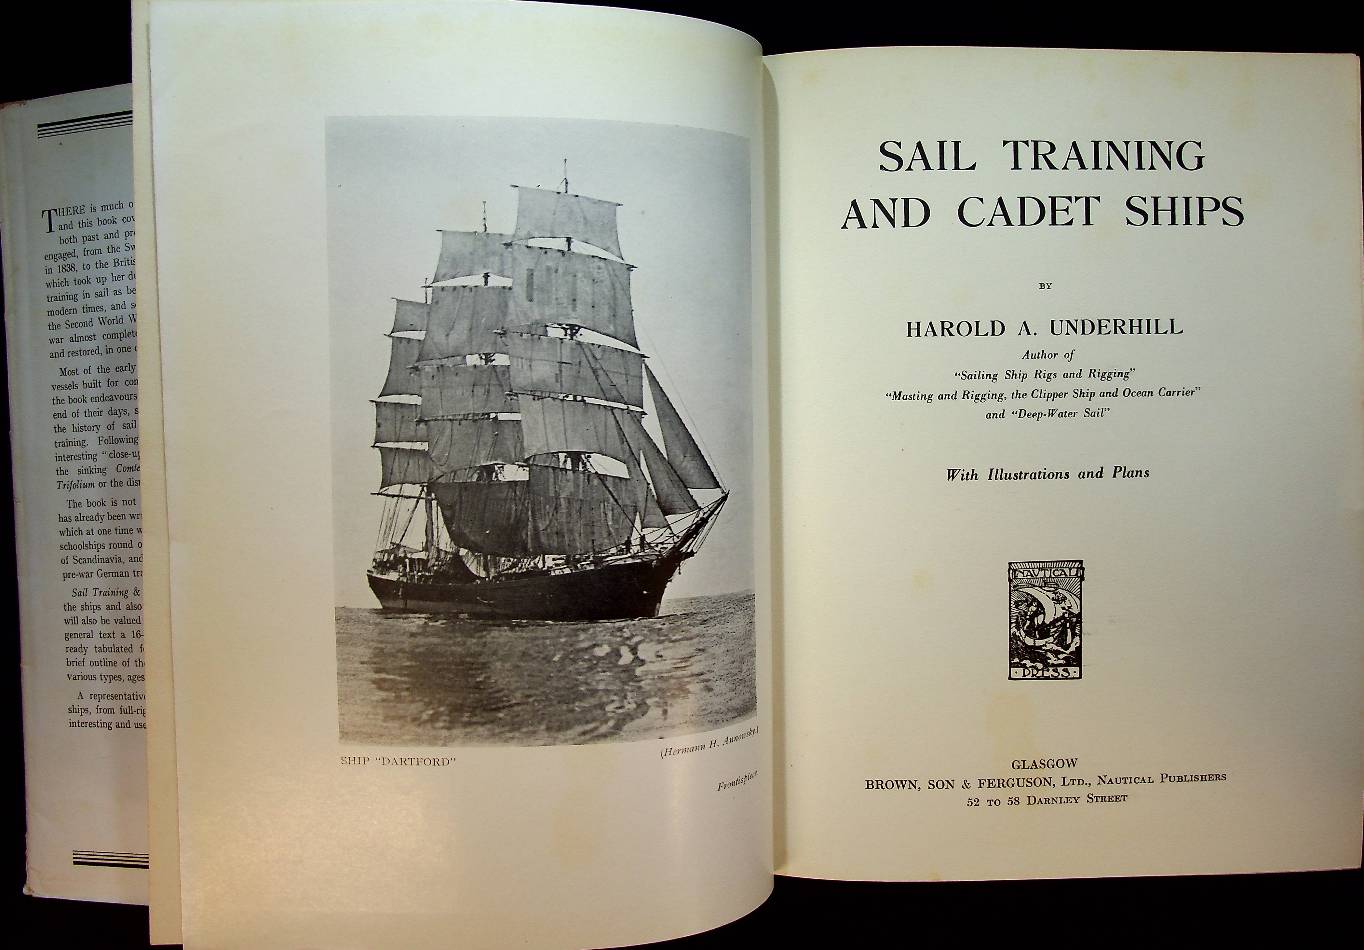 THERE is much o
and this book cov
both past and pre
engaged, from the Sw
in 1838, to the Britis
which took up her du
training in sail as be
modern times, and s
the Second World W
war almost complete
and restored, in one o
Most of the early
vessels built for con
the book endeavours
end of their days, s
the history of sail
training. Following
interesting "close-up
the sinking Comte
Trifolium or the dis
The book is not
has already been wri
which at one time w
schoolships round o
of Scandinavia, and
pre-war German tra
Sail Training &
the ships and also
will also be valued
general text a 16-
ready tabulated f
brief outline of th
various types, ages
A representative
ships, from full-rig
interesting and use
SHIP "DARTFORD"
(Hermann H. Aunowsky.)
Frontispiece
SAIL TRAINING
AND CADET SHIPS
BY
HAROLD A. UNDERHILL
Author of
"Sailing Ship Rigs and Rigging"
"Masting and Rigging, the Clipper Ship and Ocean Carrier"
and "Deep-Water Sail"
With Illustrations and Plans
NAUTICAL
PRESS
GLASGOW
BROWN, SON & FERGUSON, LTD., NAUTICAL PUBLISHERS
52 TO 58 DARNLEY STREET